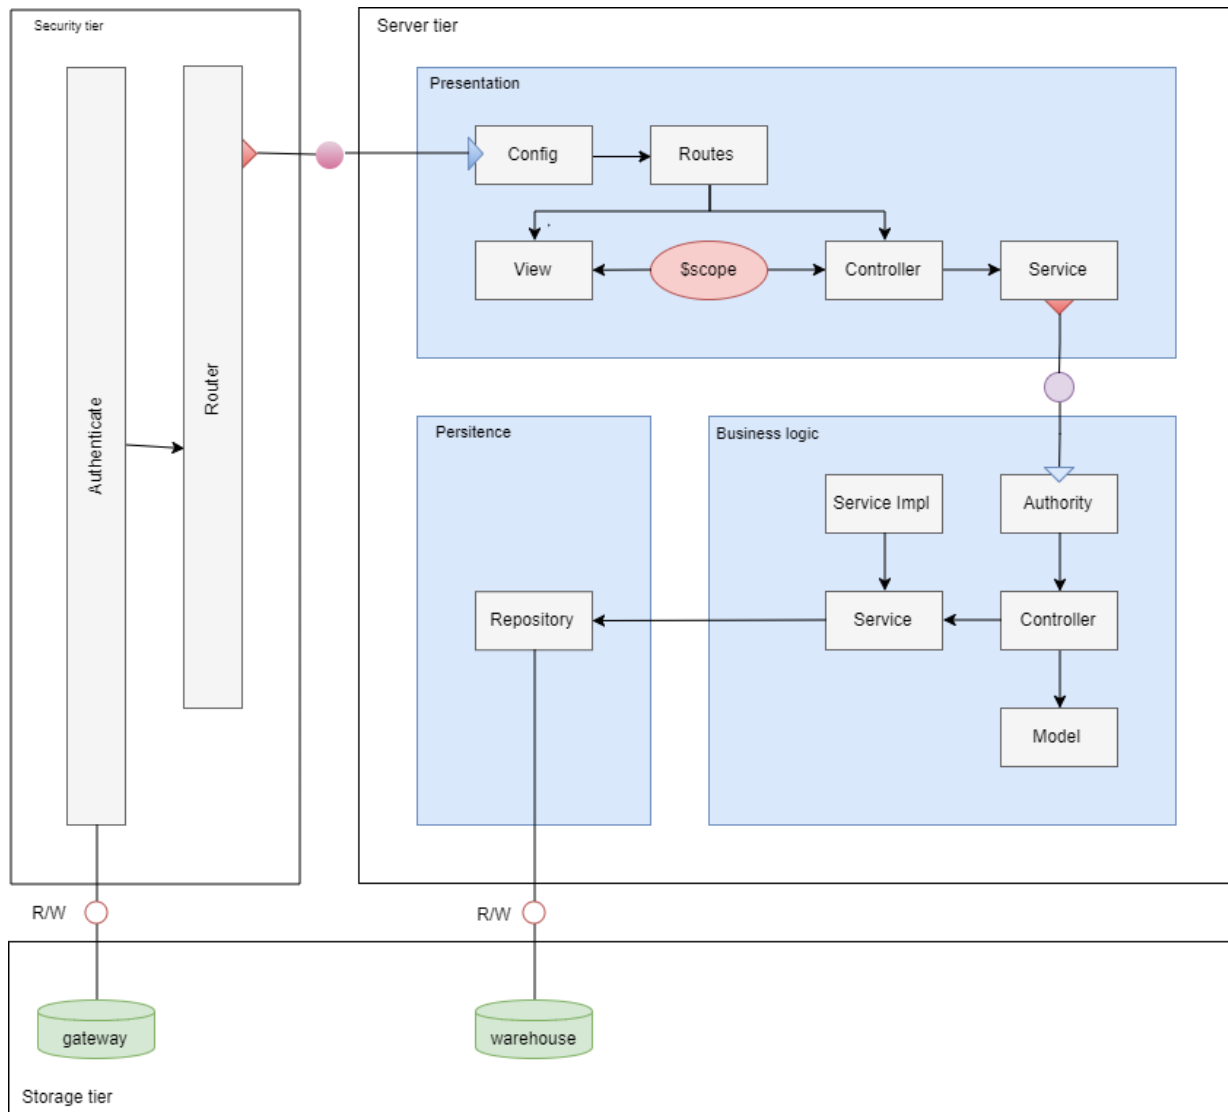 Security tier
Server tier
Authenticate
Router
Presentation
Config
Routes
View
$scope
Controller
Service
Persitence
Business logic
Service Impl
Authority
Repository
Service
Controller
Model
R/W
R/W
gateway
warehouse
Storage tier